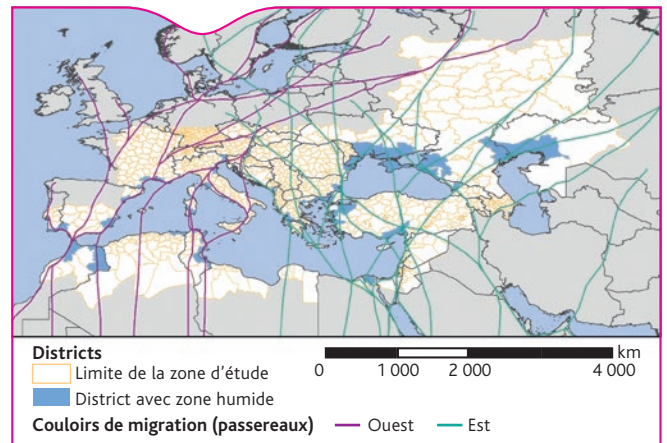 Districts
Limite de la zone d'étude
District avec zone humide
km
0 1 000 2 000 4 000
Couloirs de migration (passereaux) Ouest Est